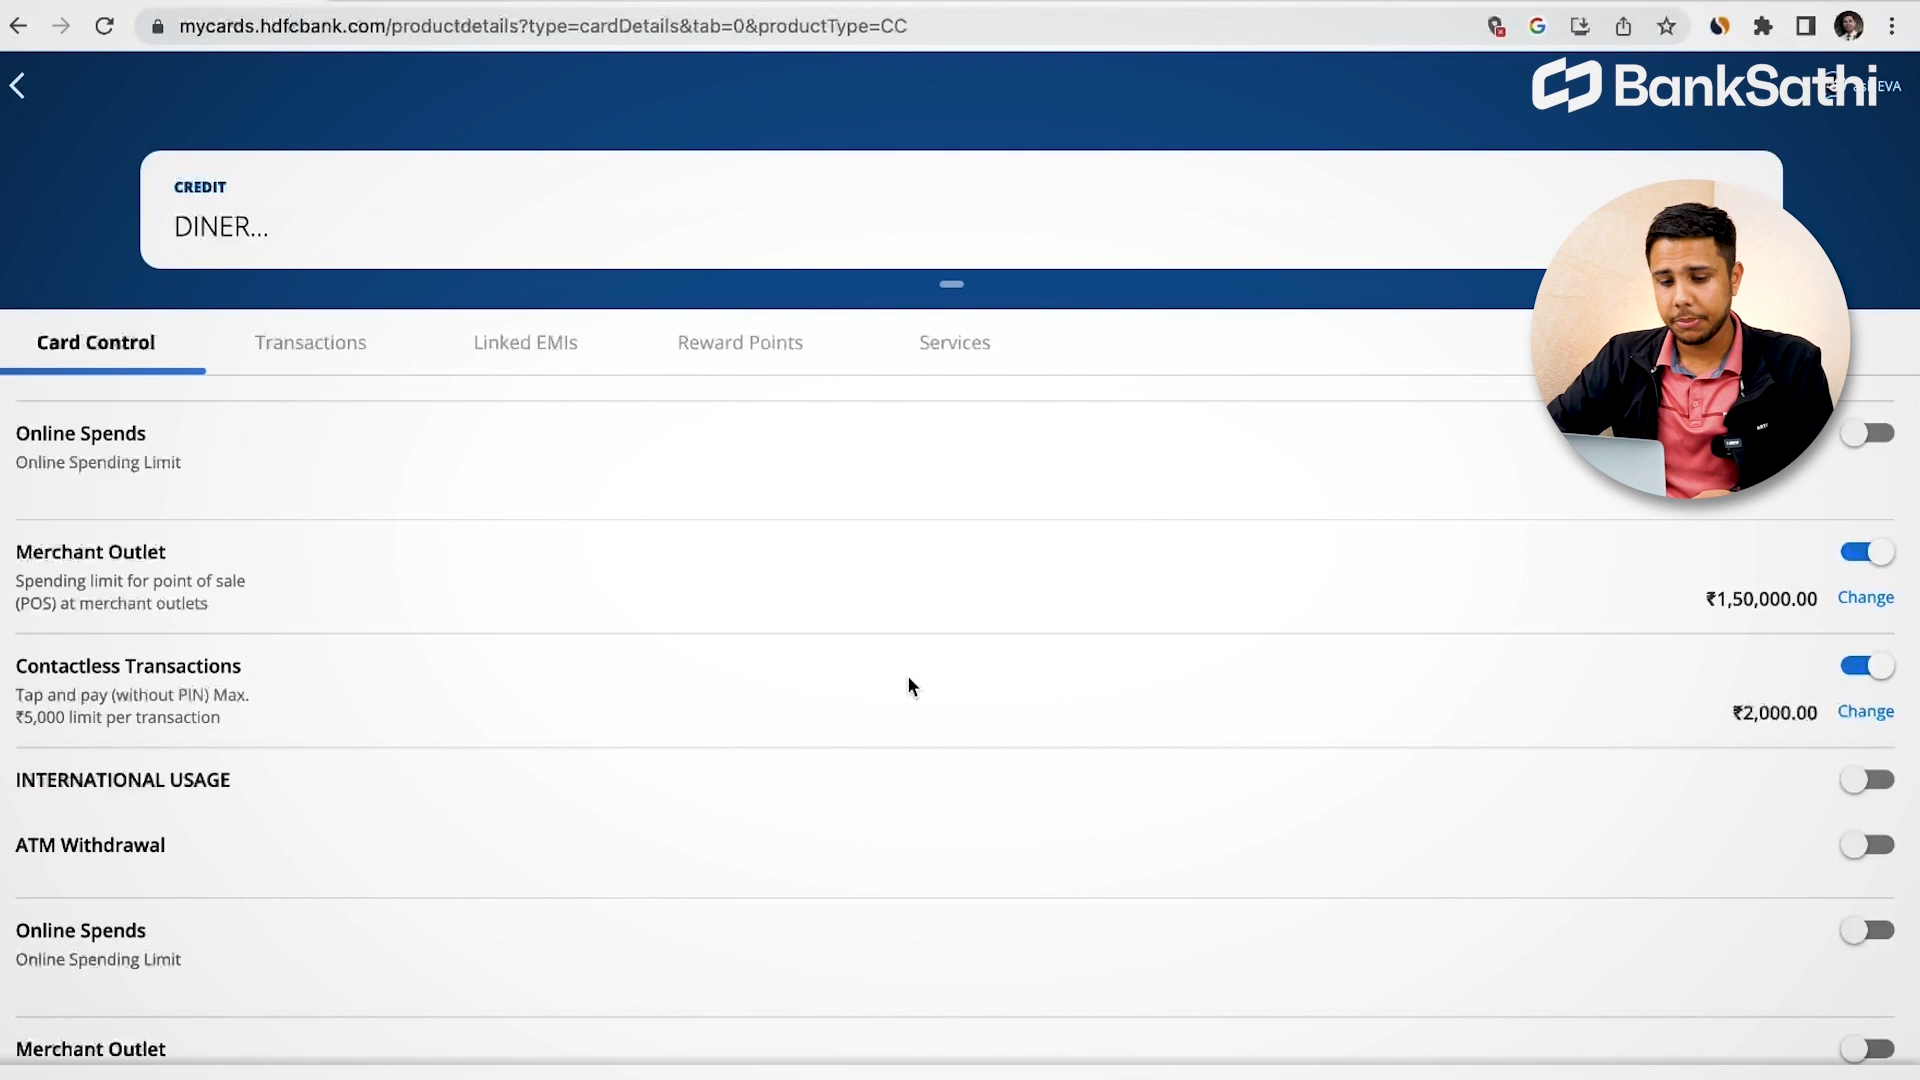 mycards.hdfcbank.com/productdetails?type=cardDetails&tab=0&productType=CC
BankSathi
EVA
CREDIT
DINER...
Card Control
Transactions
Linked EMIs
Reward Points
Services
Online Spends
Online Spending Limit
Merchant Outlet
Spending limit for point of sale
(POS) at merchant outlets
₹1,50,000.00
Change
Contactless Transactions
Tap and pay (without PIN) Max.
₹5,000 limit per transaction
₹2,000.00
Change
INTERNATIONAL USAGE
ATM Withdrawal
Online Spends
Online Spending Limit
Merchant Outlet